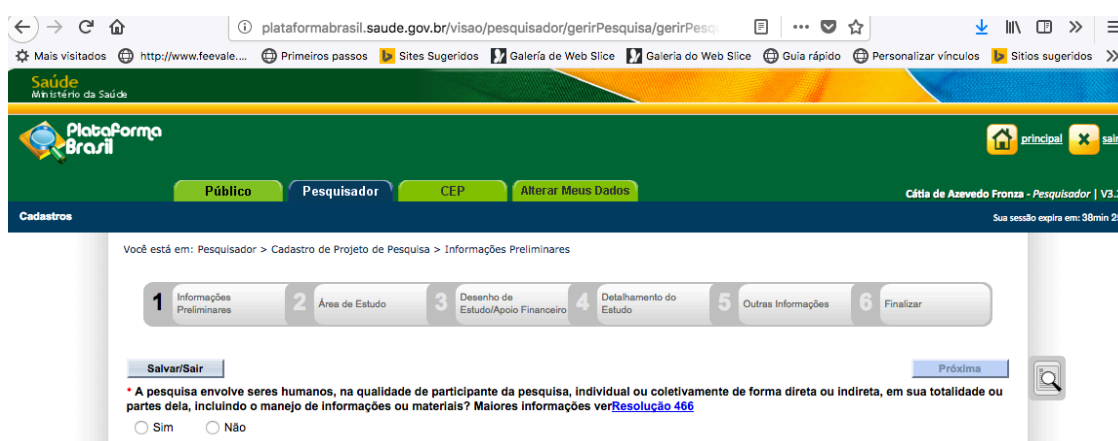 plataformabrasil.saude.gov.br/visao/pesquisador/gerirPesquisa/gerirPesq
Mais visitados http://www.feevale.... Primeiros passos Sites Sugeridos Galería de Web Slice Galeria do Web Slice Guia rápido Personalizar vínculos Sitios sugeridos
Saúde
Ministério da Saúde
Plataforma
Brasil
principal sair
Público Pesquisador CEP Alterar Meus Dados
Cátia de Azevedo Fronza - Pesquisador | V3.
Cadastros
Sua sessão expira em: 38min
Você está em: Pesquisador > Cadastro de Projeto de Pesquisa > Informações Preliminares
1 Informações Preliminares
2 Área de Estudo
3 Desenho de Estudo/Apoio Financeiro
4 Detalhamento do Estudo
5 Outras Informações
6 Finalizar
Salvar/Sair Próxima
* A pesquisa envolve seres humanos, na qualidade de participante da pesquisa, individual ou coletivamente de forma direta ou indireta, em sua totalidade ou
partes dela, incluindo o manejo de informações ou materiais? Maiores informações verResolução 466
Sim Não